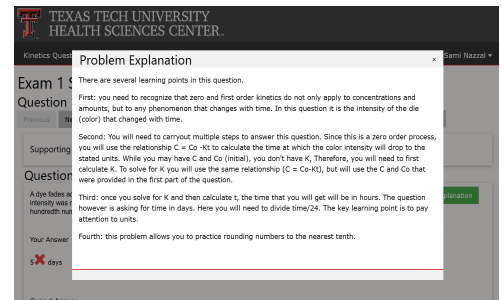 TEXAS TECH UNIVERSITY
HEALTH SCIENCES CENTER.
Kinetics Quest
Sami Nazzal
Exam 1 S
Question
Previous
Ne
Supporting
Question
A dye fades ac
intensity was r
hundredth nun
planation
Your Answer
5 days
Problem Explanation
×
There are several learning points in this question.
First: you need to recognize that zero and first order kinetics do not only apply to concentrations and
amounts, but to any phenomenon that changes with time. In this question it is the intensity of the die
(color) that changed with time.
Second: You will need to carryout multiple steps to answer this question. Since this is a zero order process,
you will use the relationship C = Co -Kt to calculate the time at which the color intensity will drop to the
stated units. While you may have C and Co (initial), you don't have K, Therefore, you will need to first
calculate K. To solve for K you will use the same relationship (C = Co-Kt), but will use the C and Co that
were provided in the first part of the question.
Third: once you solve for K and then calculate t, the time that you will get will be in hours. The question
however is asking for time in days. Here you will need to divide time/24. The key learning point is to pay
attention to units.
Fourth: this problem allows you to practice rounding numbers to the nearest tenth.